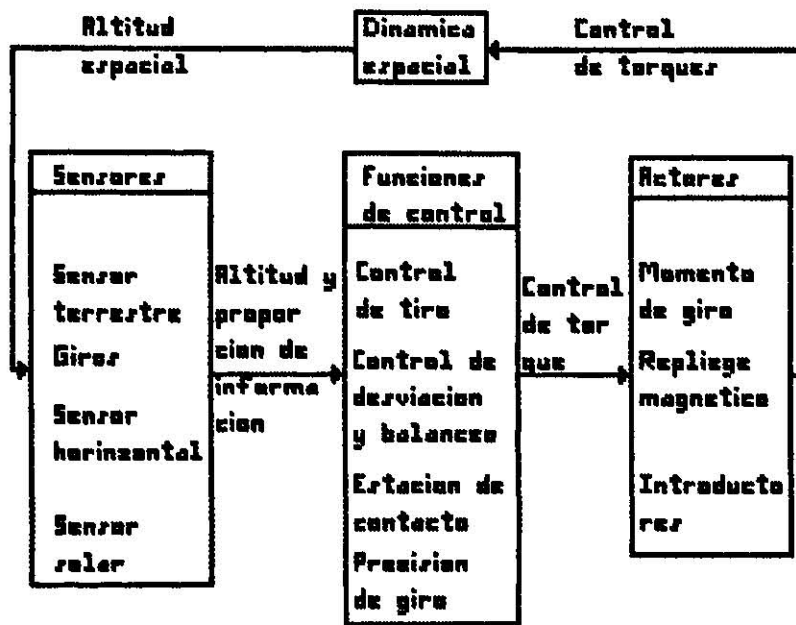 Altitud
espacial
Dinamica
espacial
Control
de torques
Sensores
Sensor
terrestre
Giros
Sensor
horinzontal
Sensor
solar
Altitud y
propor
cion de
informa
cion
Funciones
de control
Control
de tiro
Control de
desviacion
y balanceo
Estacion de
contacto
Precision
de giro
Control
de tor
que
Actores
Momento
de giro
Repliege
magnetico
Introducto
res